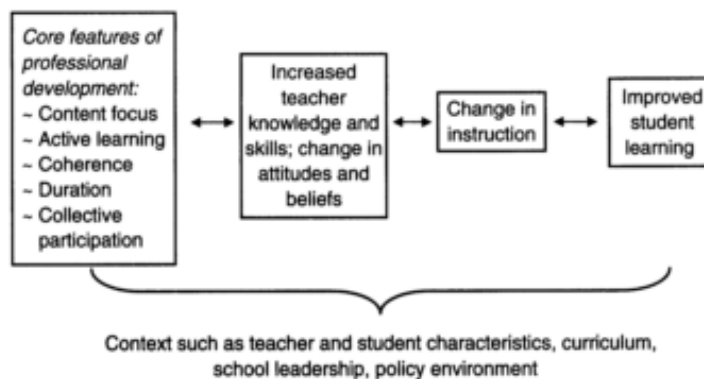 Core features of
professional
development:
~ Content focus
~ Active learning
~ Coherence
~ Duration
~ Collective
participation
Increased
teacher
knowledge and
skills; change in
attitudes and
beliefs
Change in
instruction
Improved
student
learning
Context such as teacher and student characteristics, curriculum,
school leadership, policy environment